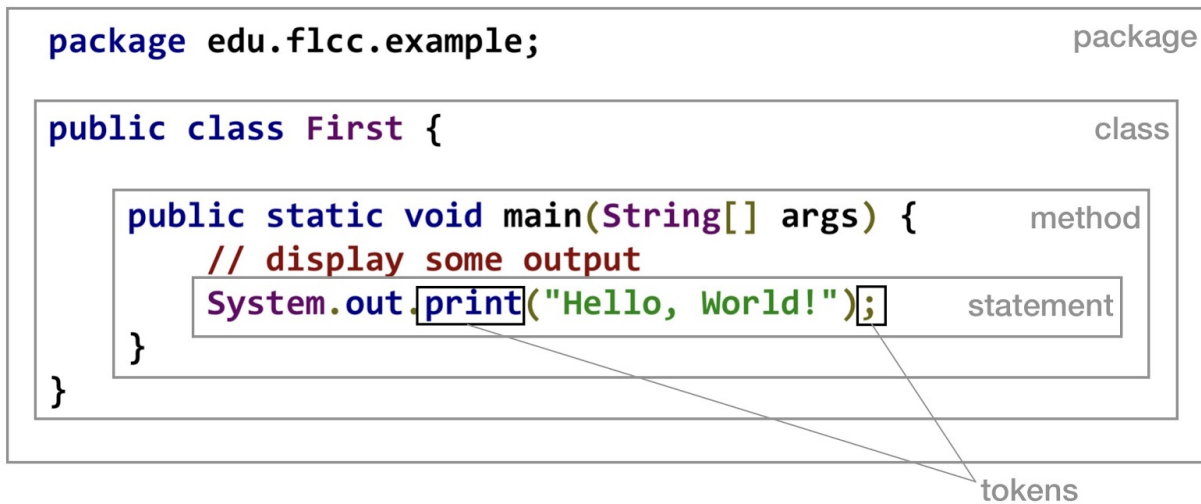 package edu.flcc.example; package
public class First { class
public static void main(String[] args) { method
// display some output
System.out.print("Hello, World!"); statement
}
}
tokens